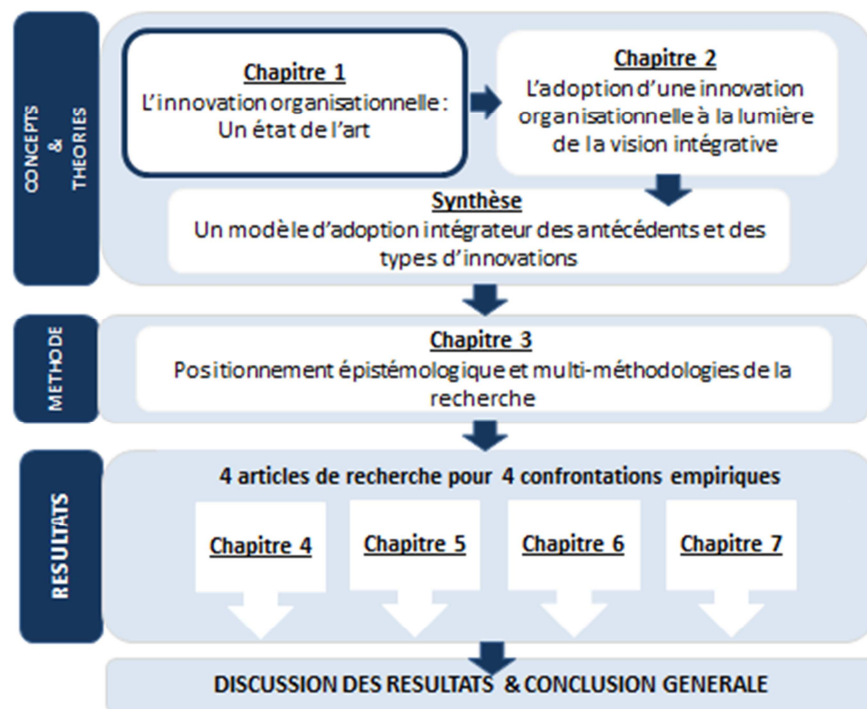 CONCEPTS
&
THEORIES
Chapitre 1
L'innovation organisationnelle :
Un état de l'art
Chapitre 2
L'adoption d'une innovation
organisationnelle à la lumière
de la vision intégrative
Synthèse
Un modèle d'adoption intégrateur des antécédents et des
types d'innovations
METHODE
Chapitre 3
Positionnement épistémologique et multi-méthodologies de la
recherche
RESULTATS
4 articles de recherche pour 4 confrontations empiriques
Chapitre 4
Chapitre 5
Chapitre 6
Chapitre 7
DISCUSSION DES RESULTATS & CONCLUSION GENERALE